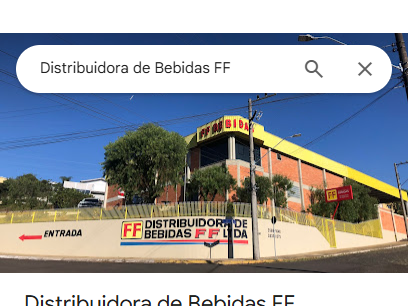 Distribuidora de Bebidas FF
FF BEBIDAS
FF DISTRIBUIDORA DE
BEBIDAS FF LTDA
ENTRADA
Distribuidora de Bebidas FF